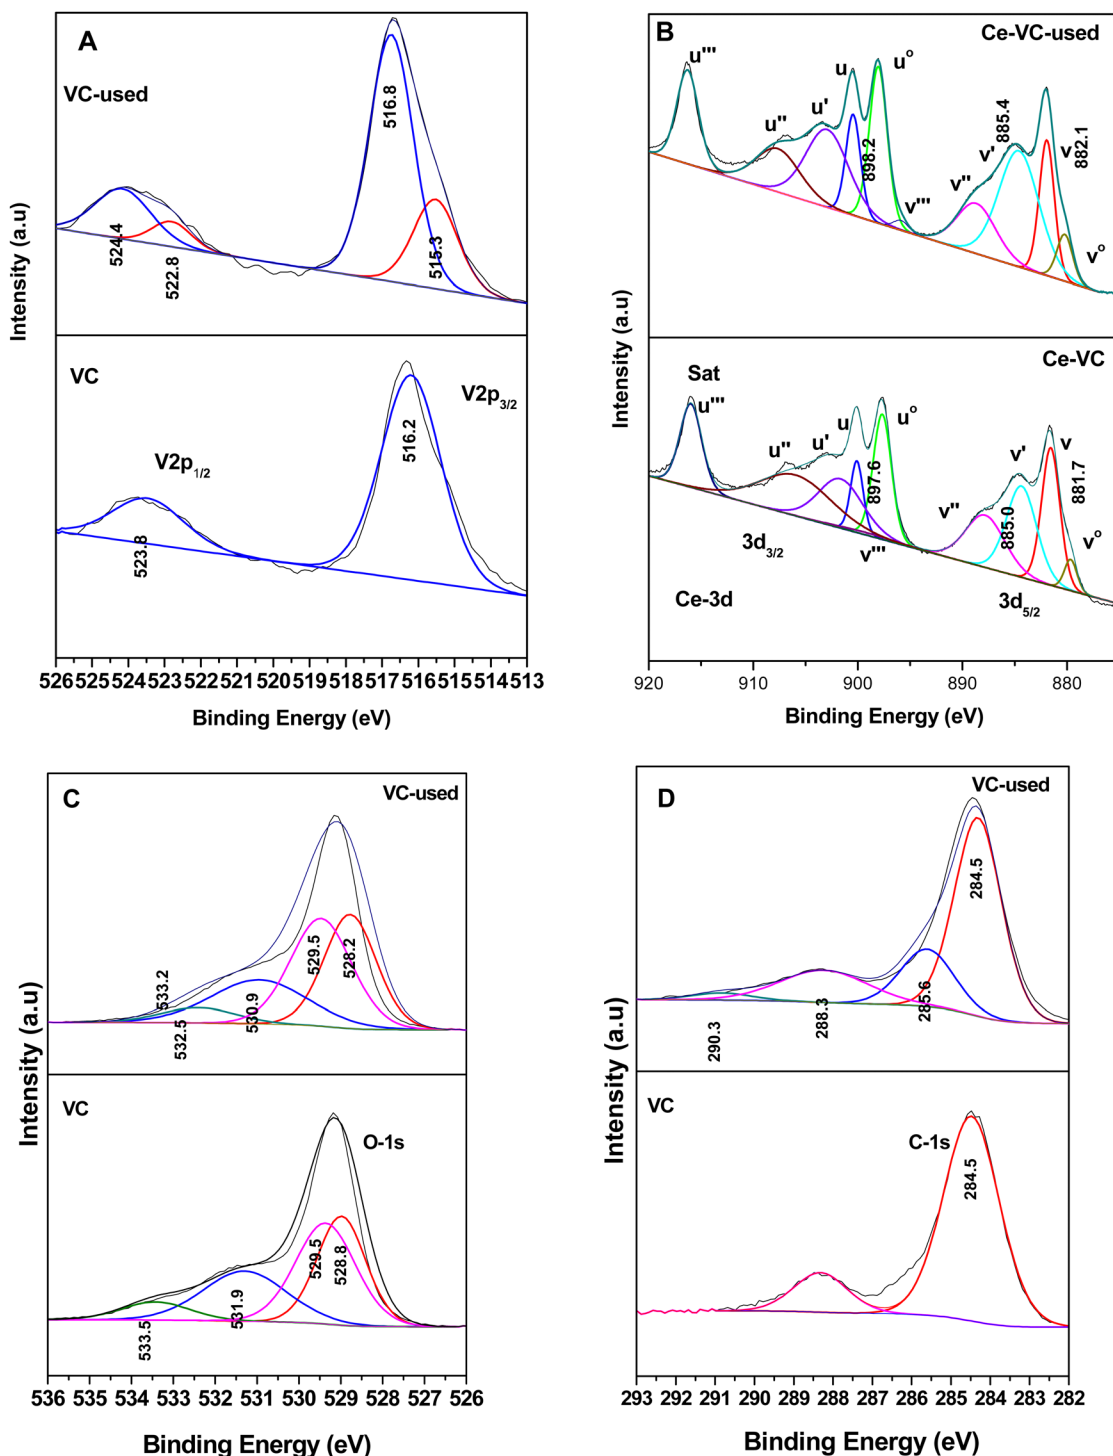 A
VC-used
516.8
515.3
524.4
522.8
VC
V2p3/2
V2p1/2
516.2
523.8
Intensity (a.u)
526 525 524 523 522 521 520 519 518 517 516 515 514 513
Binding Energy (eV)
B
Ce-VC-used
u'''
u''
u'
u
u°
898.2
v'''
v''
v'
885.4
v
882.1
v°
Ce-VC
Sat
u'''
u''
u'
u
u°
897.6
v'''
v''
v'
885.0
v
881.7
v°
3d3/2
Ce-3d
3d5/2
Intensity (a.u)
920 910 900 890 880
Binding Energy (eV)
C
VC-used
533.2
532.5
530.9
529.5
528.2
VC
O-1s
533.5
531.9
529.5
528.8
Intensity (a.u)
536 535 534 533 532 531 530 529 528 527 526
Binding Energy (eV)
D
VC-used
284.5
285.6
288.3
290.3
VC
C-1s
284.5
Intensity (a.u)
293 292 291 290 289 288 287 286 285 284 283 282
Binding Energy (eV)